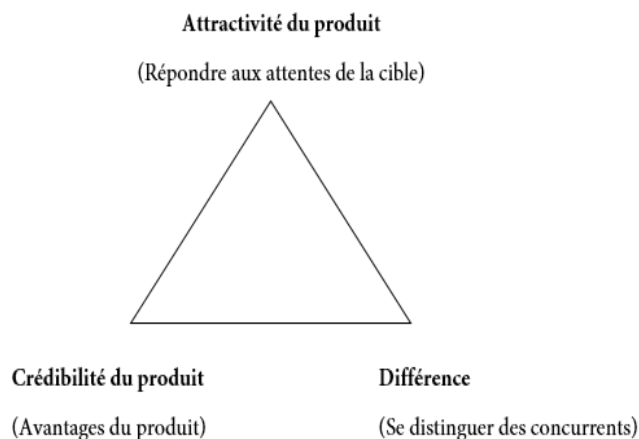 Attractivité du produit
(Répondre aux attentes de la cible)
Crédibilité du produit
(Avantages du produit)
Différence
(Se distinguer des concurrents)